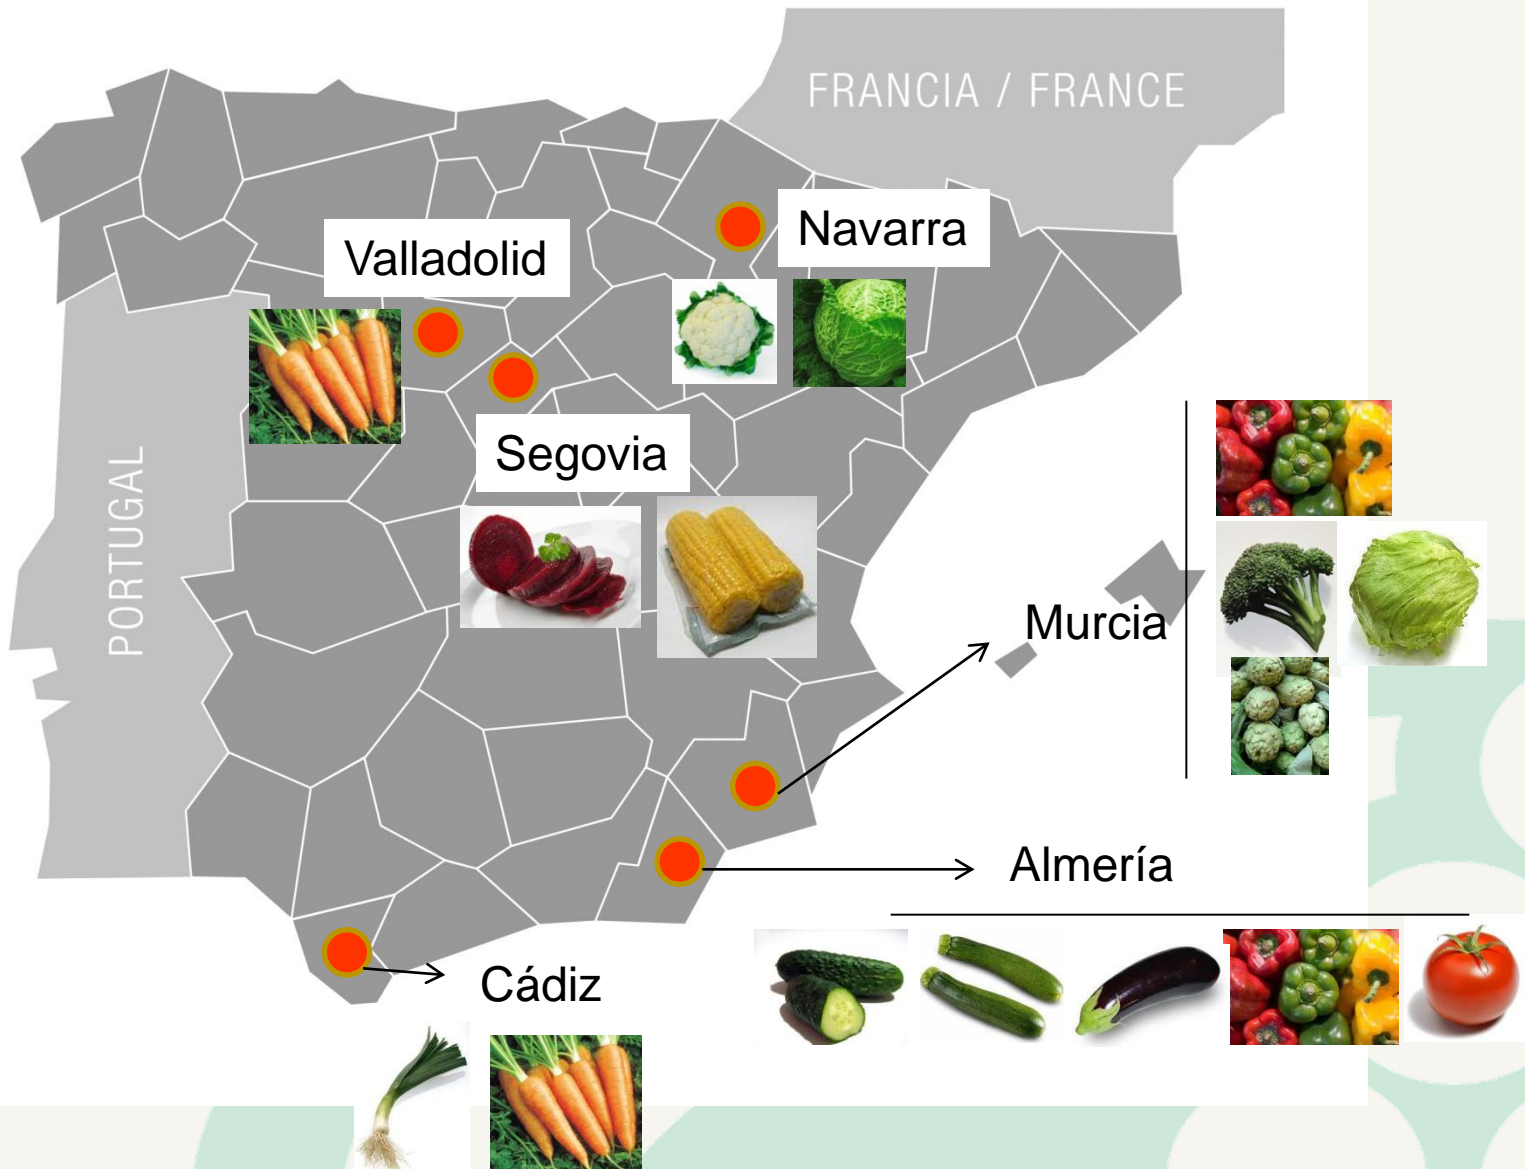 FRANCIA / FRANCE
Navarra
Valladolid
Segovia
PORTUGAL
Murcia
Almería
Cádiz